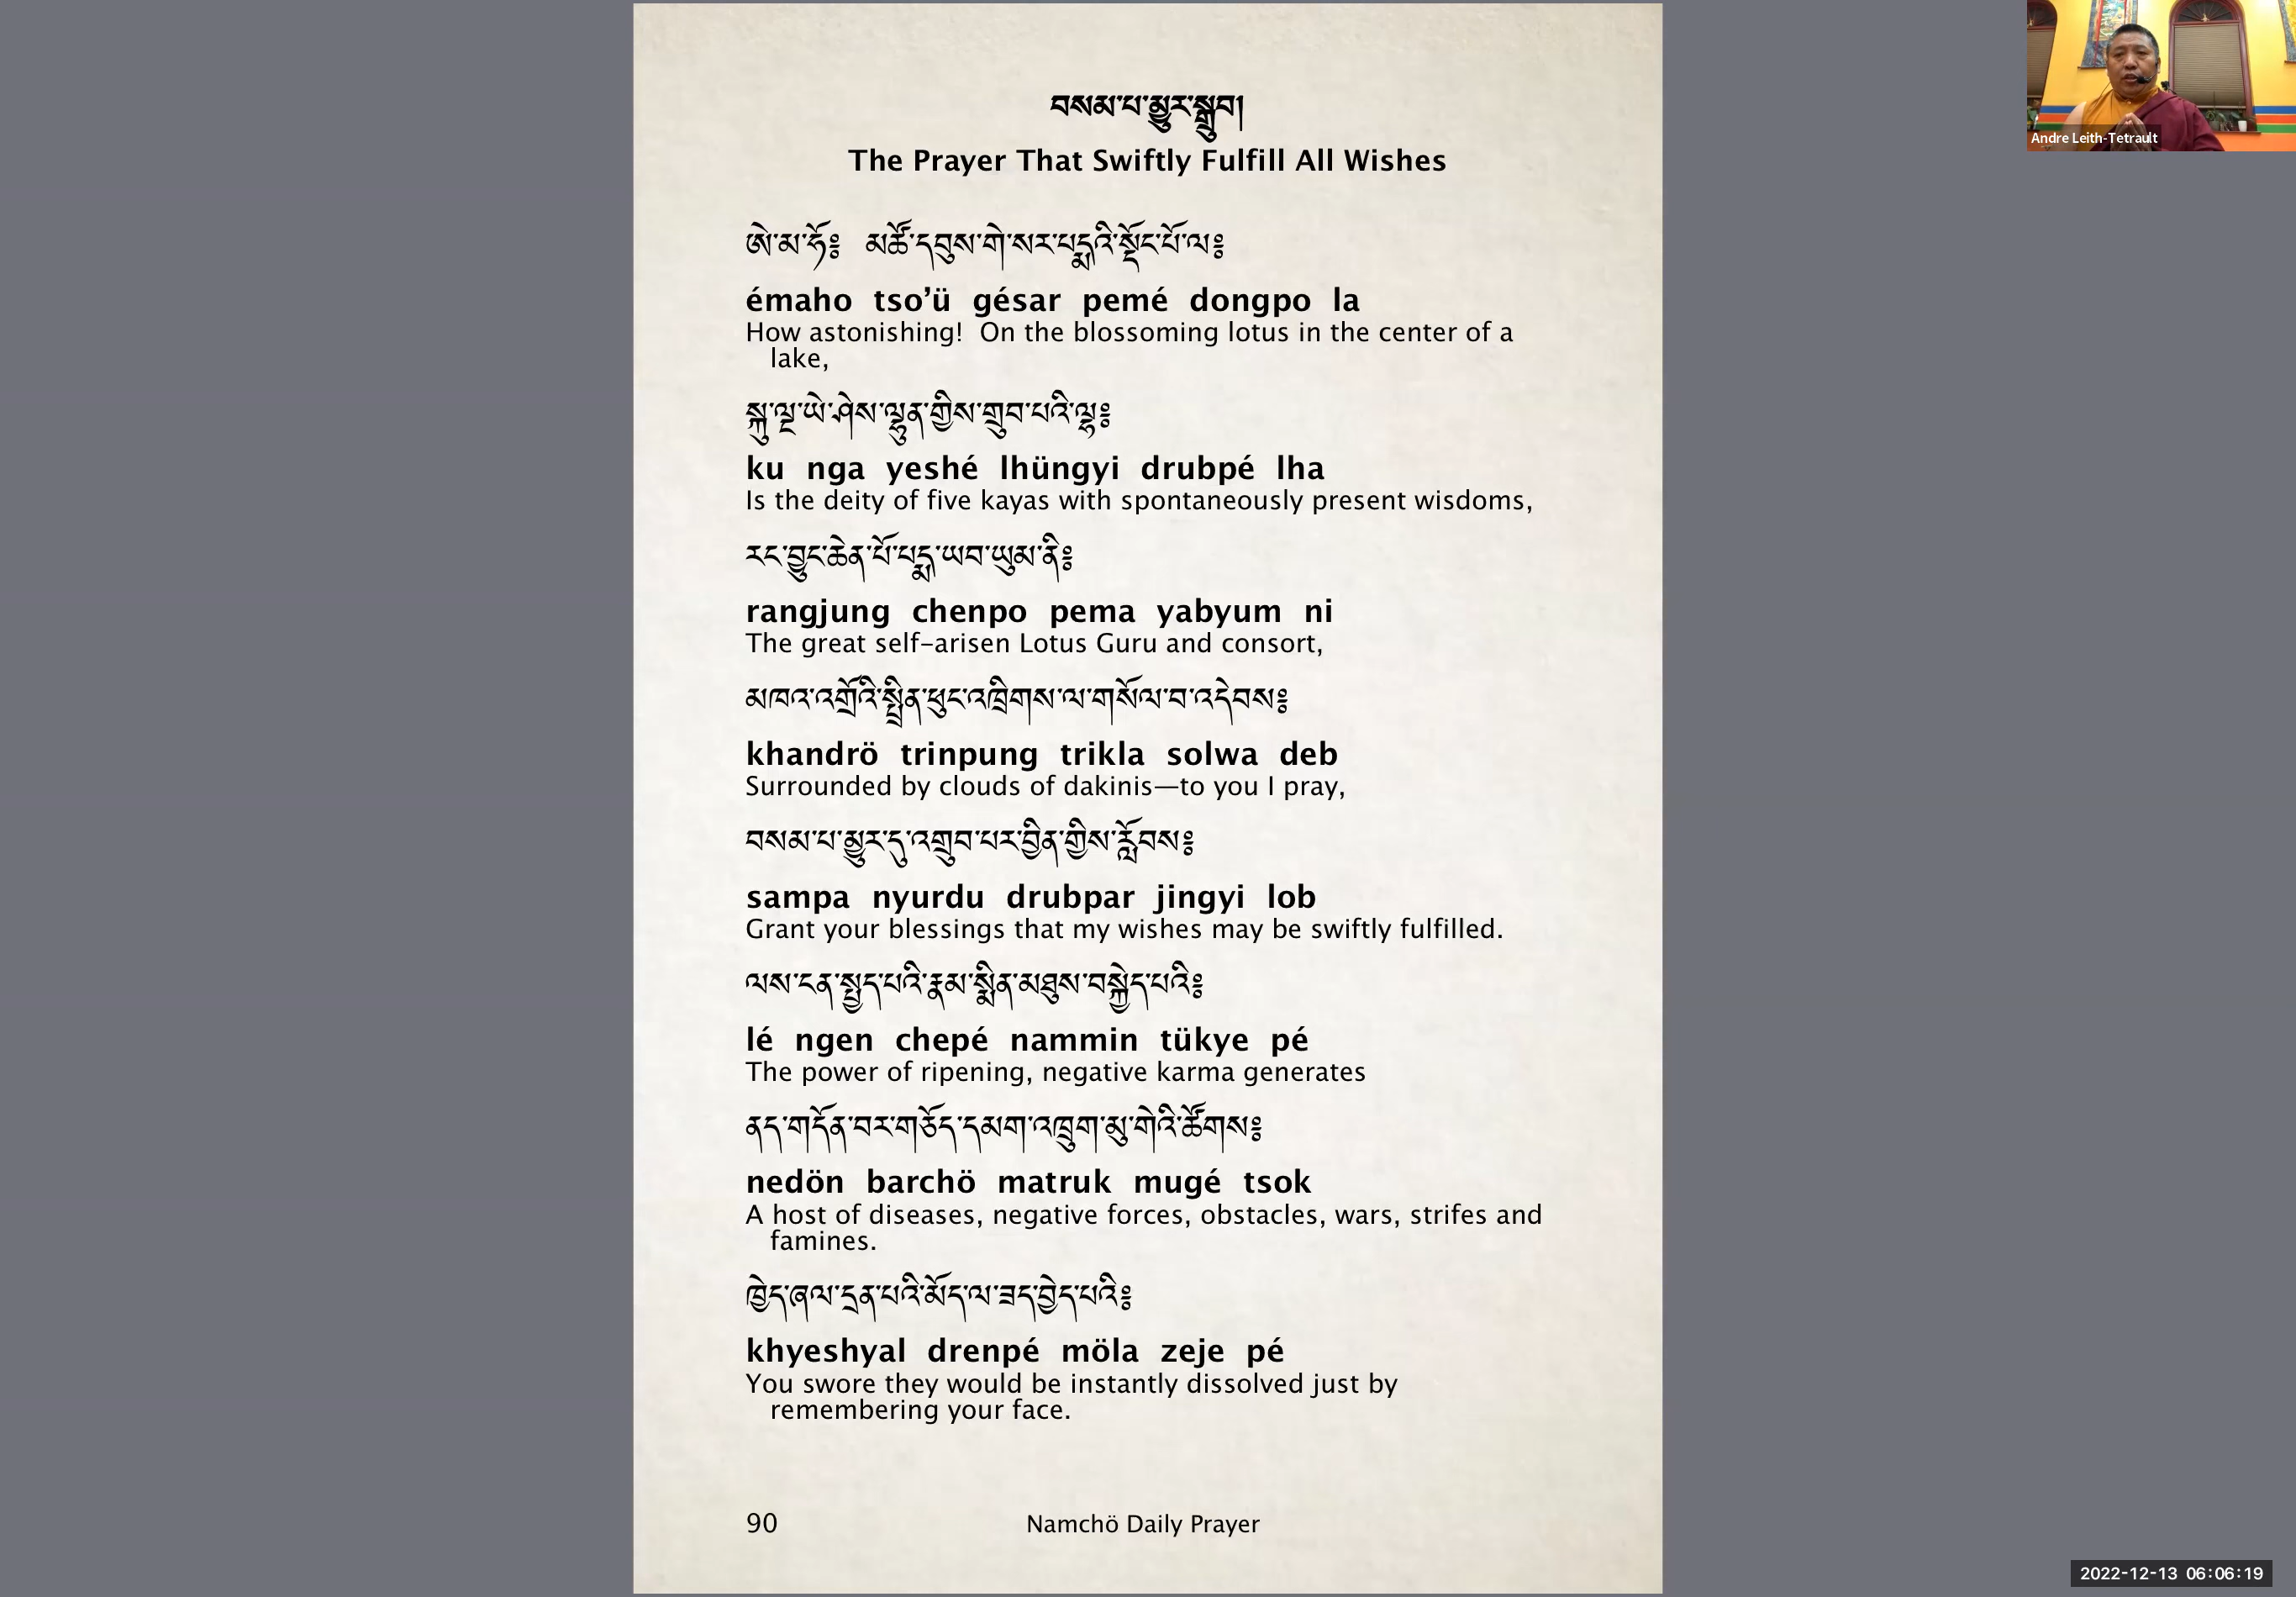 བསམ་པ་མྱུར་སྒྲུབ།
The Prayer That Swiftly Fulfill All Wishes
ཨེ་མ་ཧོ༔ མཚོ་དབུས་གེ་སར་པདྨའི་སྡོང་པོ་ལ༔
émaho tso’ü gésar pemé dongpo la
How astonishing! On the blossoming lotus in the center of a
lake,
སྐུ་ལྔ་ཡེ་ཤེས་ལྷུན་གྱིས་གྲུབ་པའི་ལྷ༔
ku nga yeshé lhüngyi drubpé lha
Is the deity of five kayas with spontaneously present wisdoms,
རང་བྱུང་ཆེན་པོ་པདྨ་ཡབ་ཡུམ་ནི༔
rangjung chenpo pema yabyum ni
The great self-arisen Lotus Guru and consort,
མཁའ་འགྲོའི་སྤྲིན་ཕུང་འཁྲིགས་ལ་གསོལ་བ་འདེབས༔
khandrö trinpung trikla solwa deb
Surrounded by clouds of dakinis—to you I pray,
བསམ་པ་མྱུར་དུ་འགྲུབ་པར་བྱིན་གྱིས་རློབས༔
sampa nyurdu drubpar jingyi lob
Grant your blessings that my wishes may be swiftly fulfilled.
ལས་ངན་སྤྱད་པའི་རྣམ་སྨིན་མཐུས་བསྐྱེད་པའི༔
lé ngen chepé nammin tükye pé
The power of ripening, negative karma generates
ནད་གདོན་བར་གཅོད་དམག་འཁྲུག་མུ་གེའི་ཚོགས༔
nedön barchö matruk mugé tsok
A host of diseases, negative forces, obstacles, wars, strifes and
famines.
ཁྱེད་ཞལ་དྲན་པའི་མོད་ལ་ཟད་བྱེད་པའི༔
khyeshyal drenpé möla zeje pé
You swore they would be instantly dissolved just by
remembering your face.
90 Namchö Daily Prayer
Andre Leith-Tetrault
2022-12-13 06:06:19